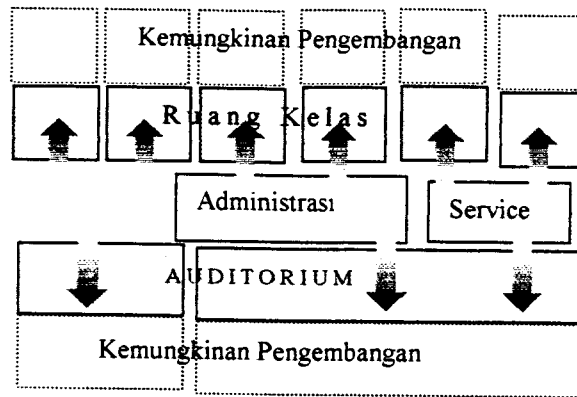 Kemungkinan Pengembangan
Ruang Kelas
Administrasi
Service
AUDITORIUM
Kemungkinan Pengembangan